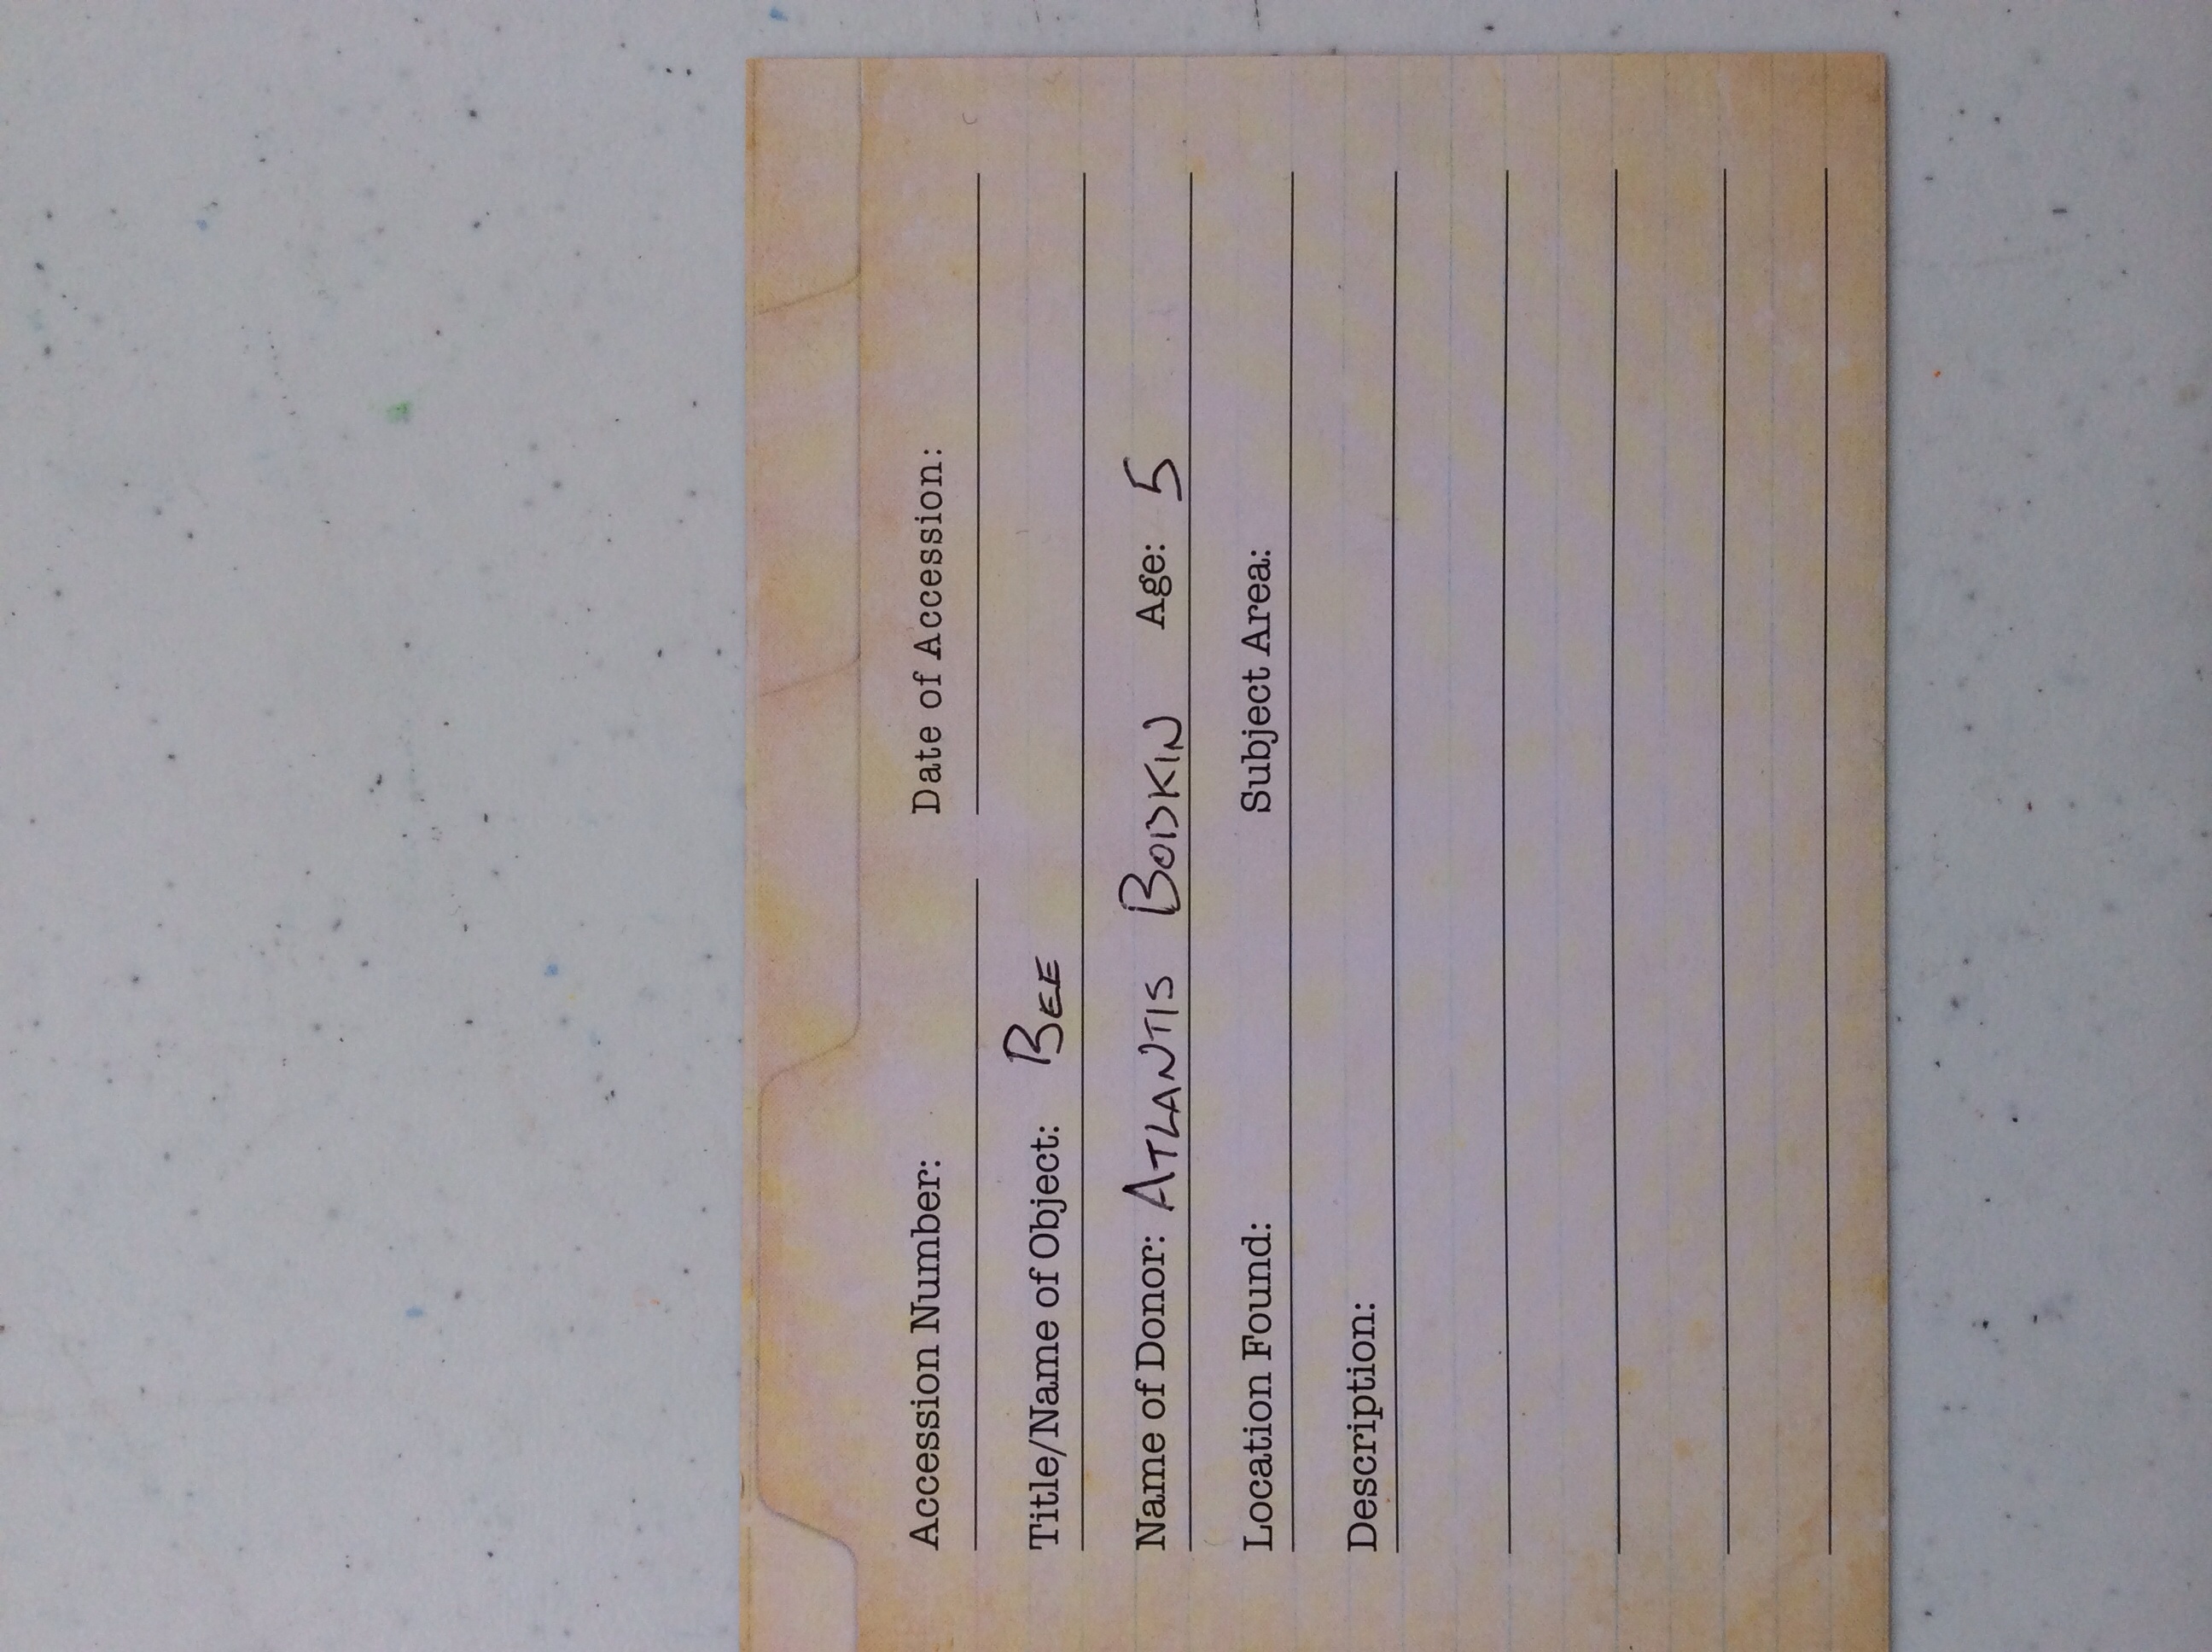 Accession Number: Date of Accession:
Title/Name of Object: BEE
Name of Donor: ATLANTIS BODKIN Age: 5
Location Found: Subject Area:
Description: